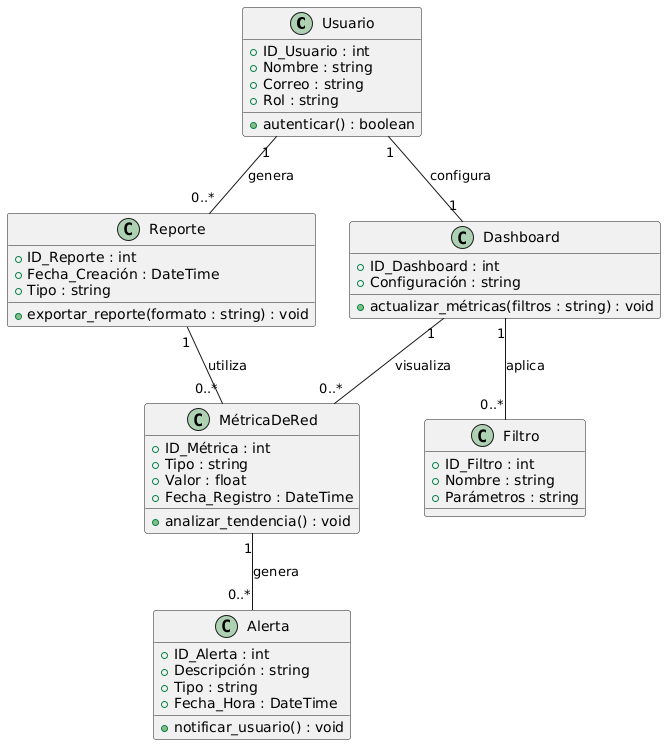 C Usuario
ID_Usuario : int
Nombre : string
Correo : string
Rol : string
autenticar() : boolean
1
genera
0..*
1
configura
1
C Reporte
ID_Reporte : int
Fecha_Creación : DateTime
Tipo : string
exportar_reporte(formato : string) : void
C Dashboard
ID_Dashboard : int
Configuración : string
actualizar_métricas(filtros : string) : void
1
utiliza
0..*
1
visualiza
0..*
1
aplica
0..*
C MétricaDeRed
ID_Métrica : int
Tipo : string
Valor : float
Fecha_Registro : DateTime
analizar_tendencia() : void
C Filtro
ID_Filtro : int
Nombre : string
Parámetros : string
1
genera
0..*
C Alerta
ID_Alerta : int
Descripción : string
Tipo : string
Fecha_Hora : DateTime
notificar_usuario() : void